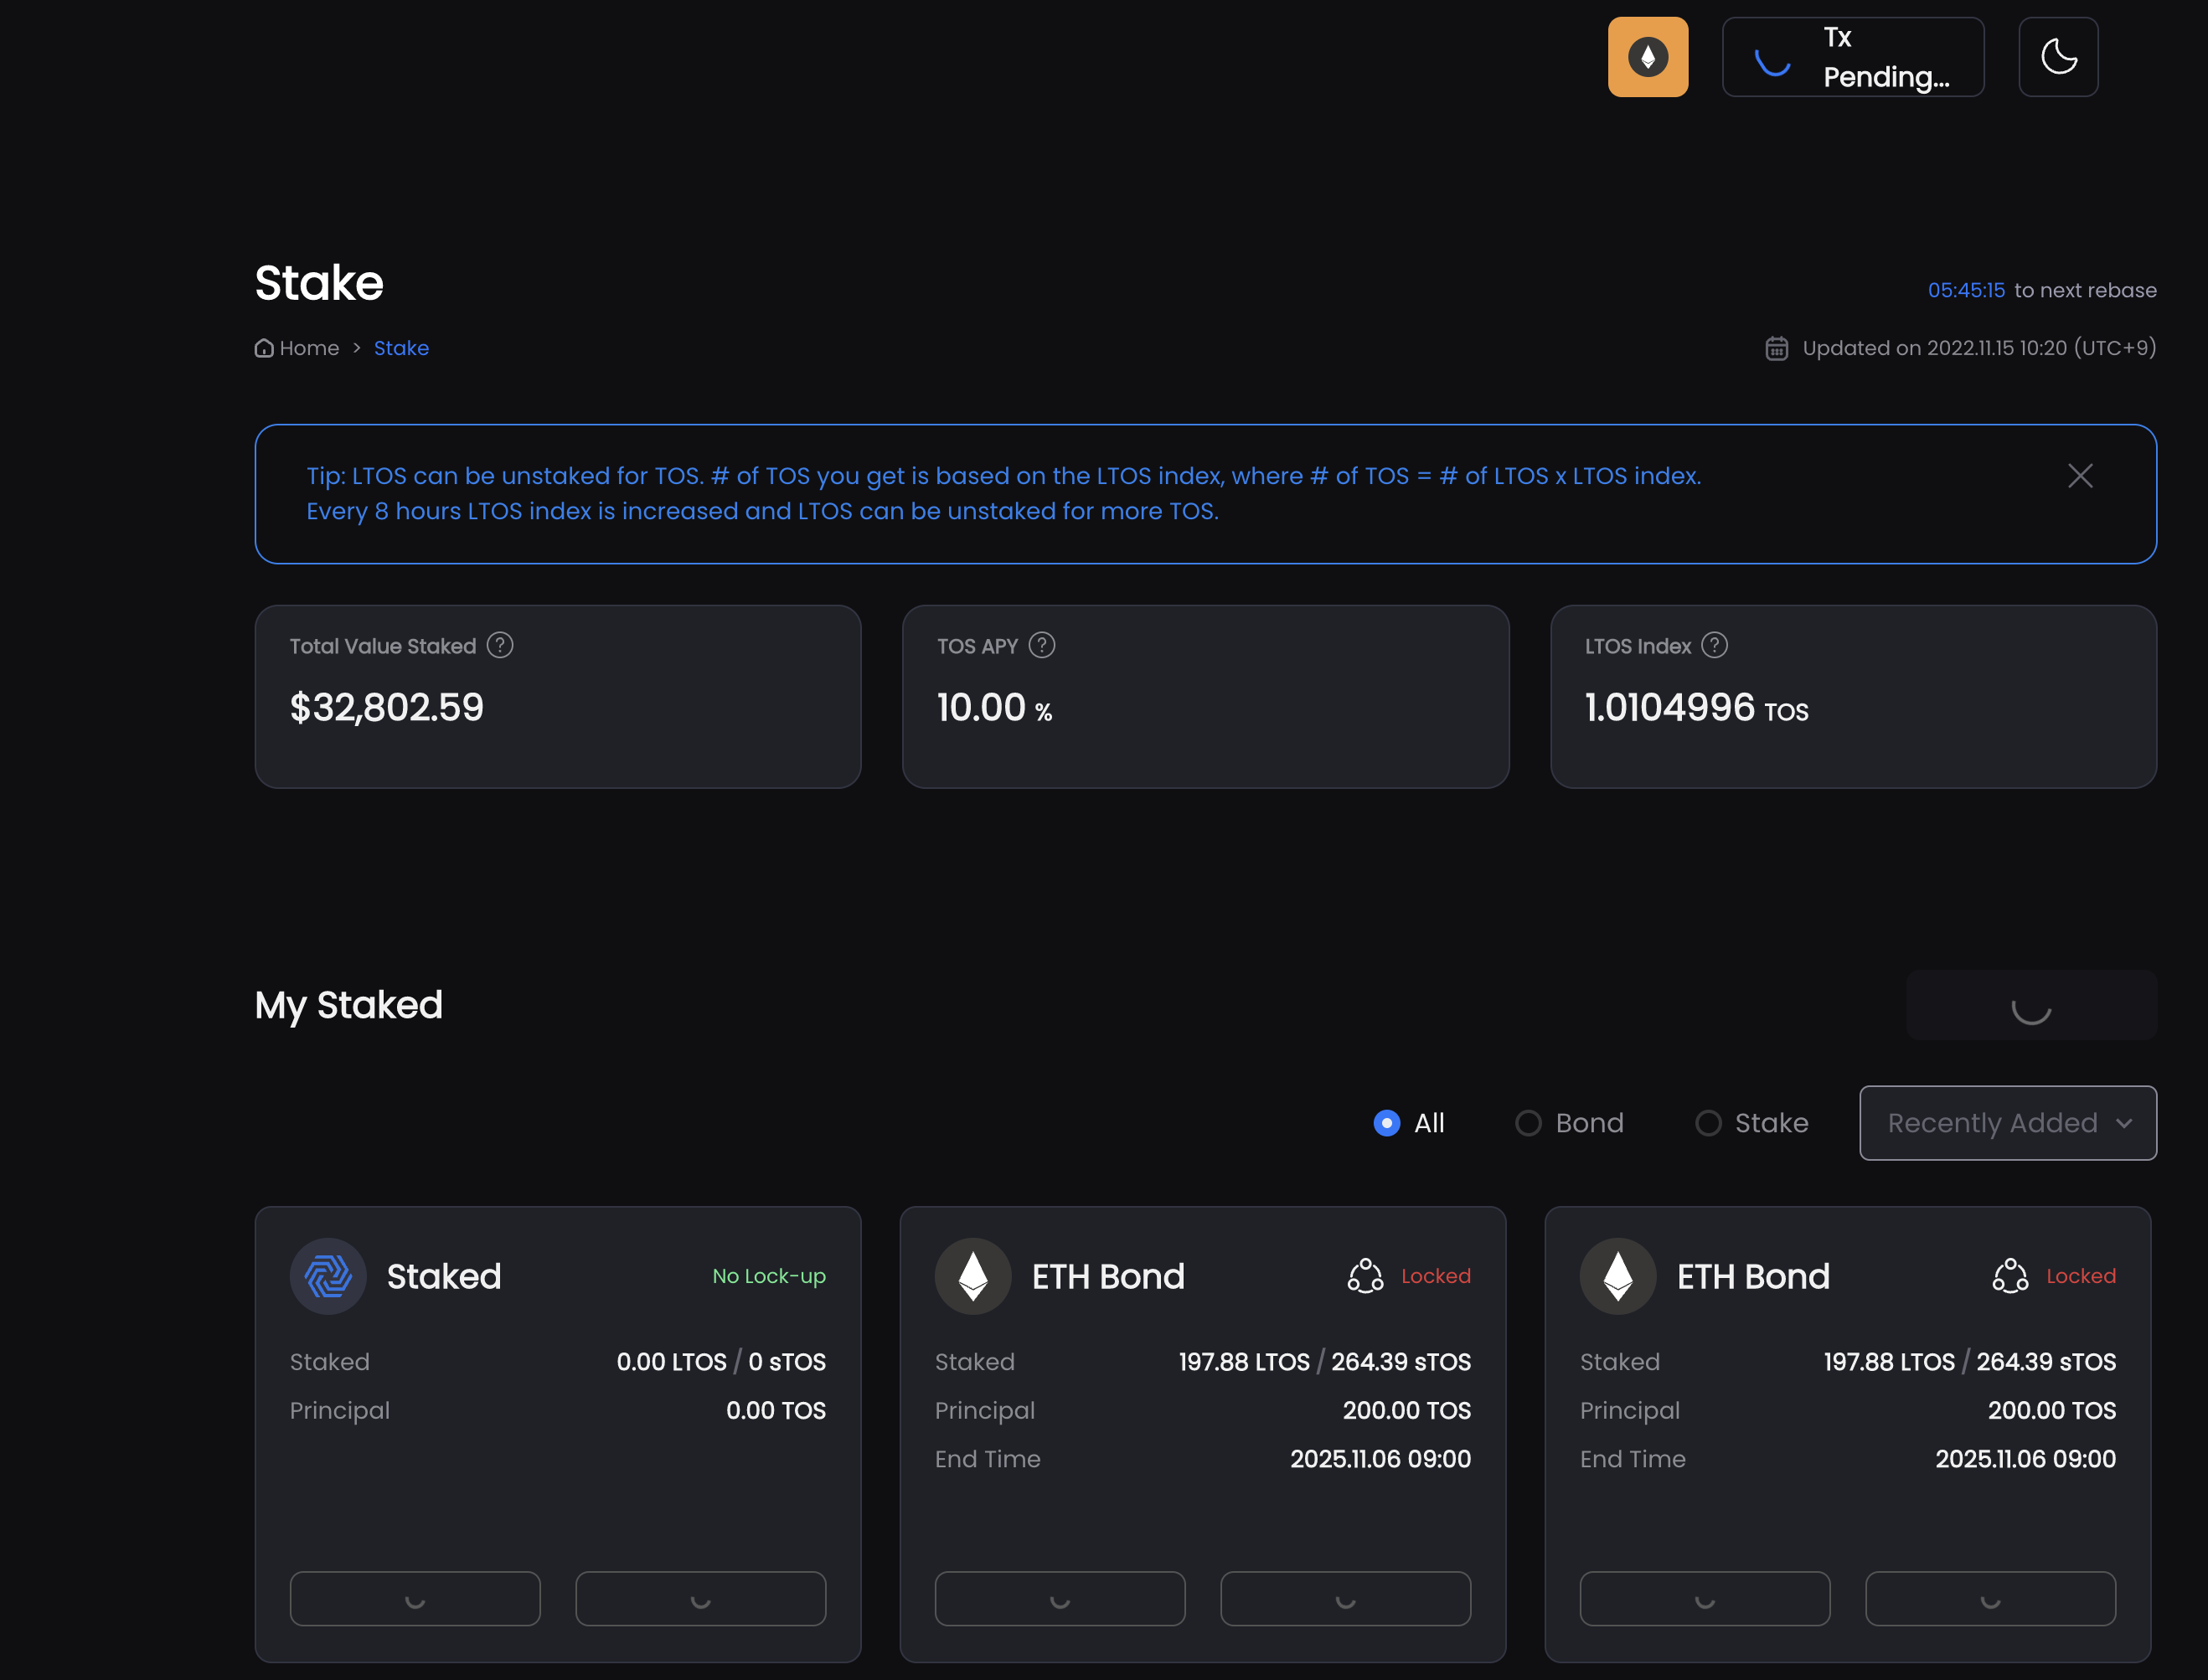 Tx
Pending...
Stake
05:45:15 to next rebase
Home > Stake
Updated on 2022.11.15 10:20 (UTC+9)
Tip: LTOS can be unstaked for TOS. # of TOS you get is based on the LTOS index, where # of TOS = # of LTOS x LTOS index.
Every 8 hours LTOS index is increased and LTOS can be unstaked for more TOS.
Total Value Staked ?
$32,802.59
TOS APY ?
10.00 %
LTOS Index ?
1.0104996 TOS
My Staked
All
Bond
Stake
Recently Added
Staked
No Lock-up
Staked
0.00 LTOS / 0 sTOS
Principal
0.00 TOS
ETH Bond
Locked
Staked
197.88 LTOS / 264.39 sTOS
Principal
200.00 TOS
End Time
2025.11.06 09:00
ETH Bond
Locked
Staked
197.88 LTOS / 264.39 sTOS
Principal
200.00 TOS
End Time
2025.11.06 09:00